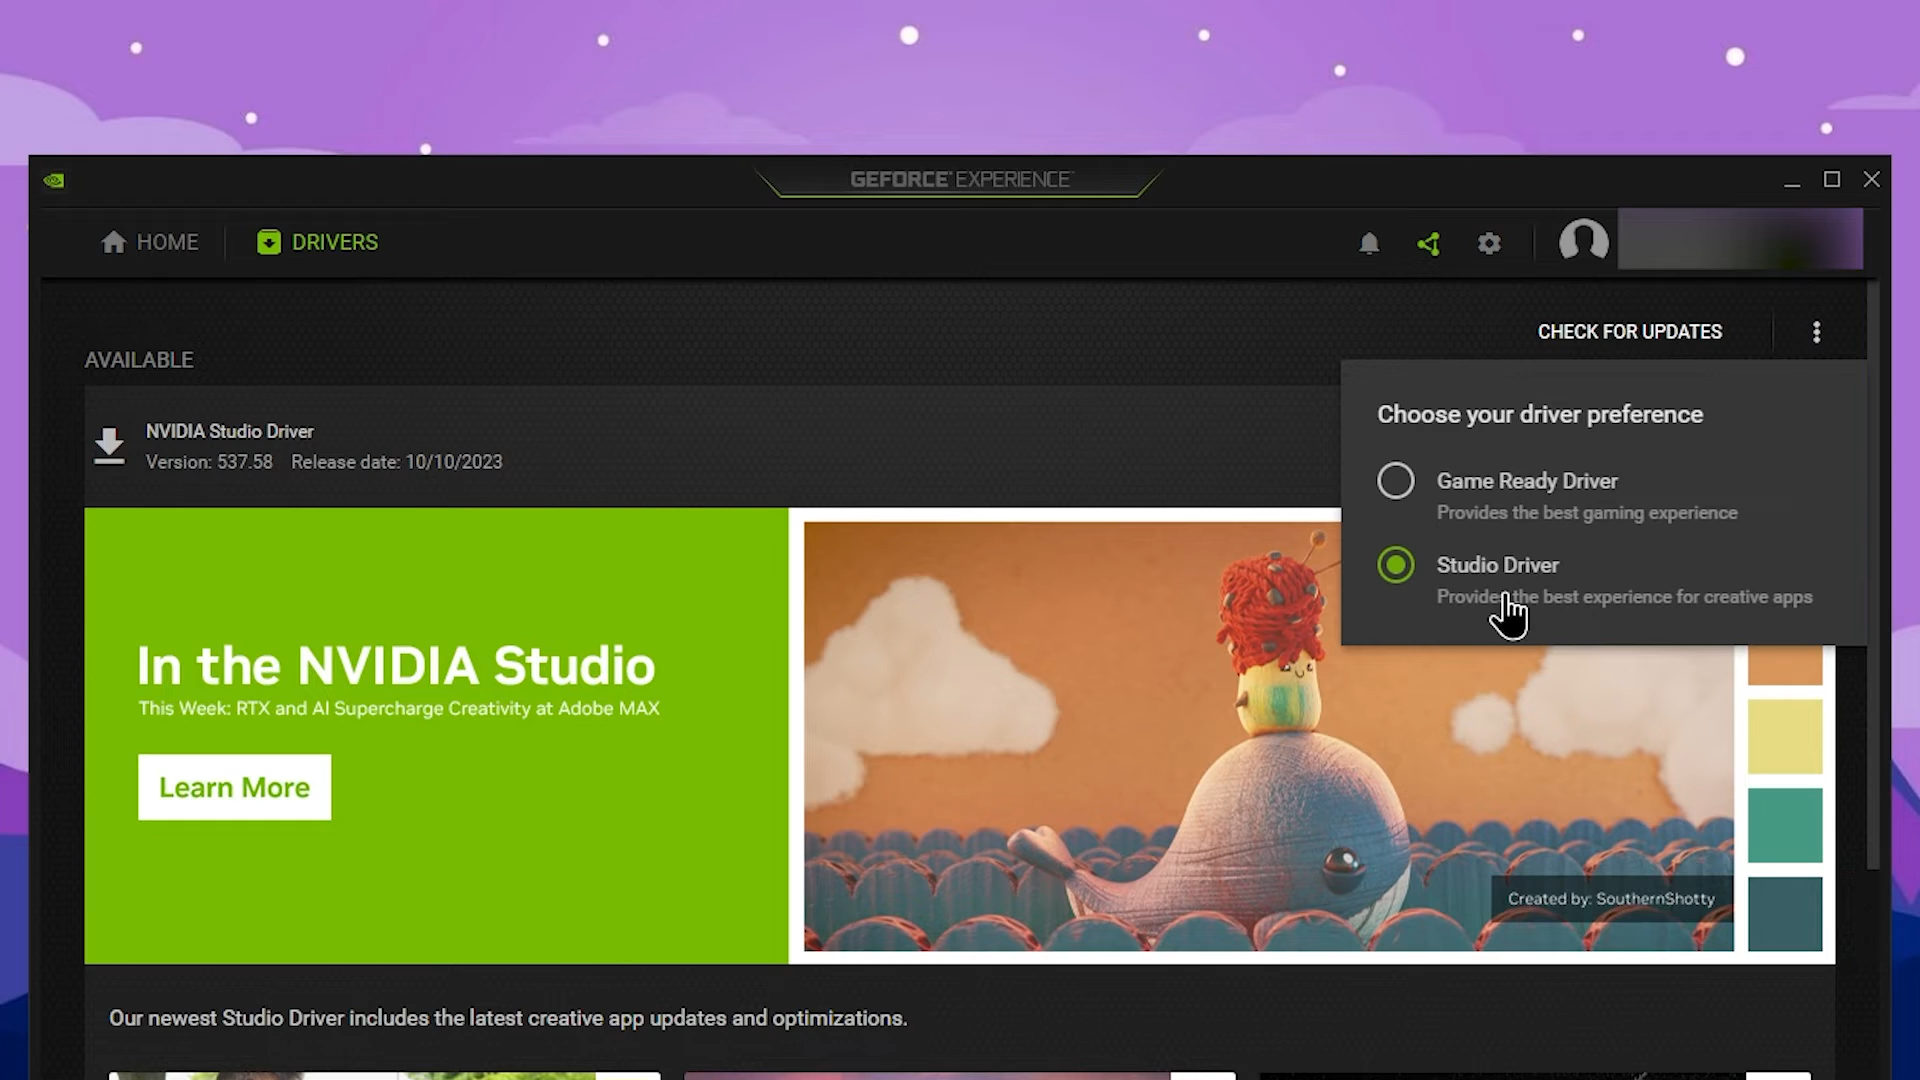 GEFORCE EXPERIENCE
HOME
DRIVERS
CHECK FOR UPDATES
AVAILABLE
NVIDIA Studio Driver
Version: 537.58 Release date: 10/10/2023
Choose your driver preference
Game Ready Driver
Provides the best gaming experience
Studio Driver
Provides the best experience for creative apps
In the NVIDIA Studio
This Week: RTX and AI Supercharge Creativity at Adobe MAX
Learn More
Created by: SouthernShotty
Our newest Studio Driver includes the latest creative app updates and optimizations.